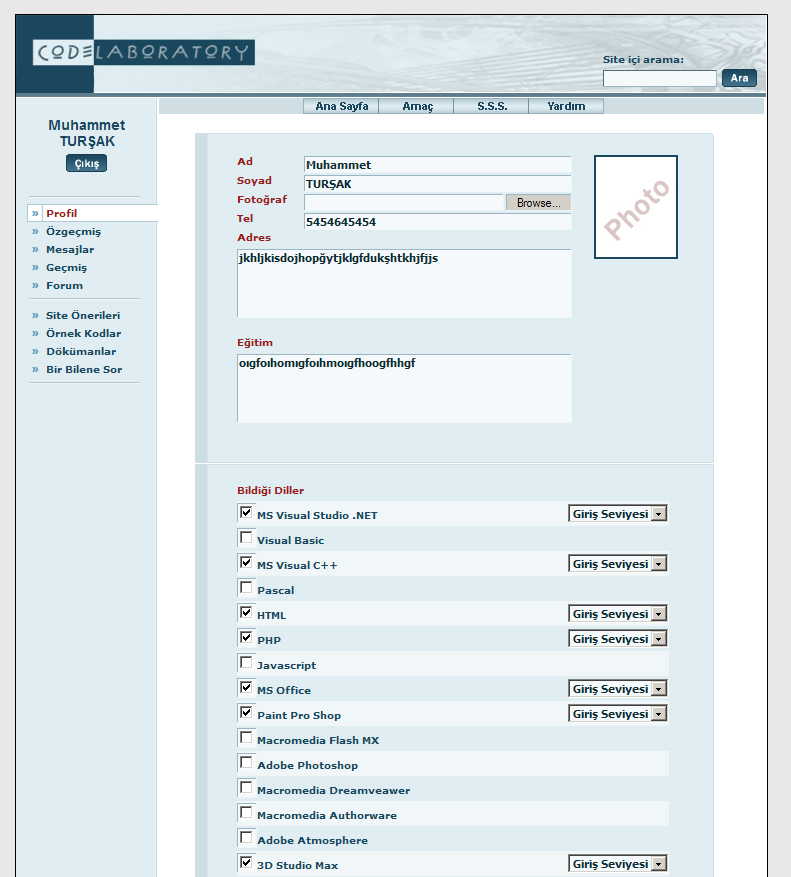 CODELABORATORY
Site içi arama:
Ara
Ana Sayfa Amaç S.S.S. Yardım
Muhammet
TURŞAK
Çıkış
» Profil
» Özgeçmiş
» Mesajlar
» Geçmiş
» Forum
» Site Önerileri
» Örnek Kodlar
» Dökümanlar
» Bir Bilene Sor
Ad Muhammet
Soyad TURŞAK
Fotoğraf Browse...
Tel 5454645454
Adres
jkhljkisdojhopğytjklgfdukşhtkhjfjjs
Photo
Eğitim
oıgfoıhomıgfoıhmoıgfhoogfhhgf
Bildiği Diller
MS Visual Studio .NET Giriş Seviyesi
Visual Basic
MS Visual C++ Giriş Seviyesi
Pascal
HTML Giriş Seviyesi
PHP Giriş Seviyesi
Javascript
MS Office Giriş Seviyesi
Paint Pro Shop Giriş Seviyesi
Macromedia Flash MX
Adobe Photoshop
Macromedia Dreamveawer
Macromedia Authorware
Adobe Atmosphere
3D Studio Max Giriş Seviyesi